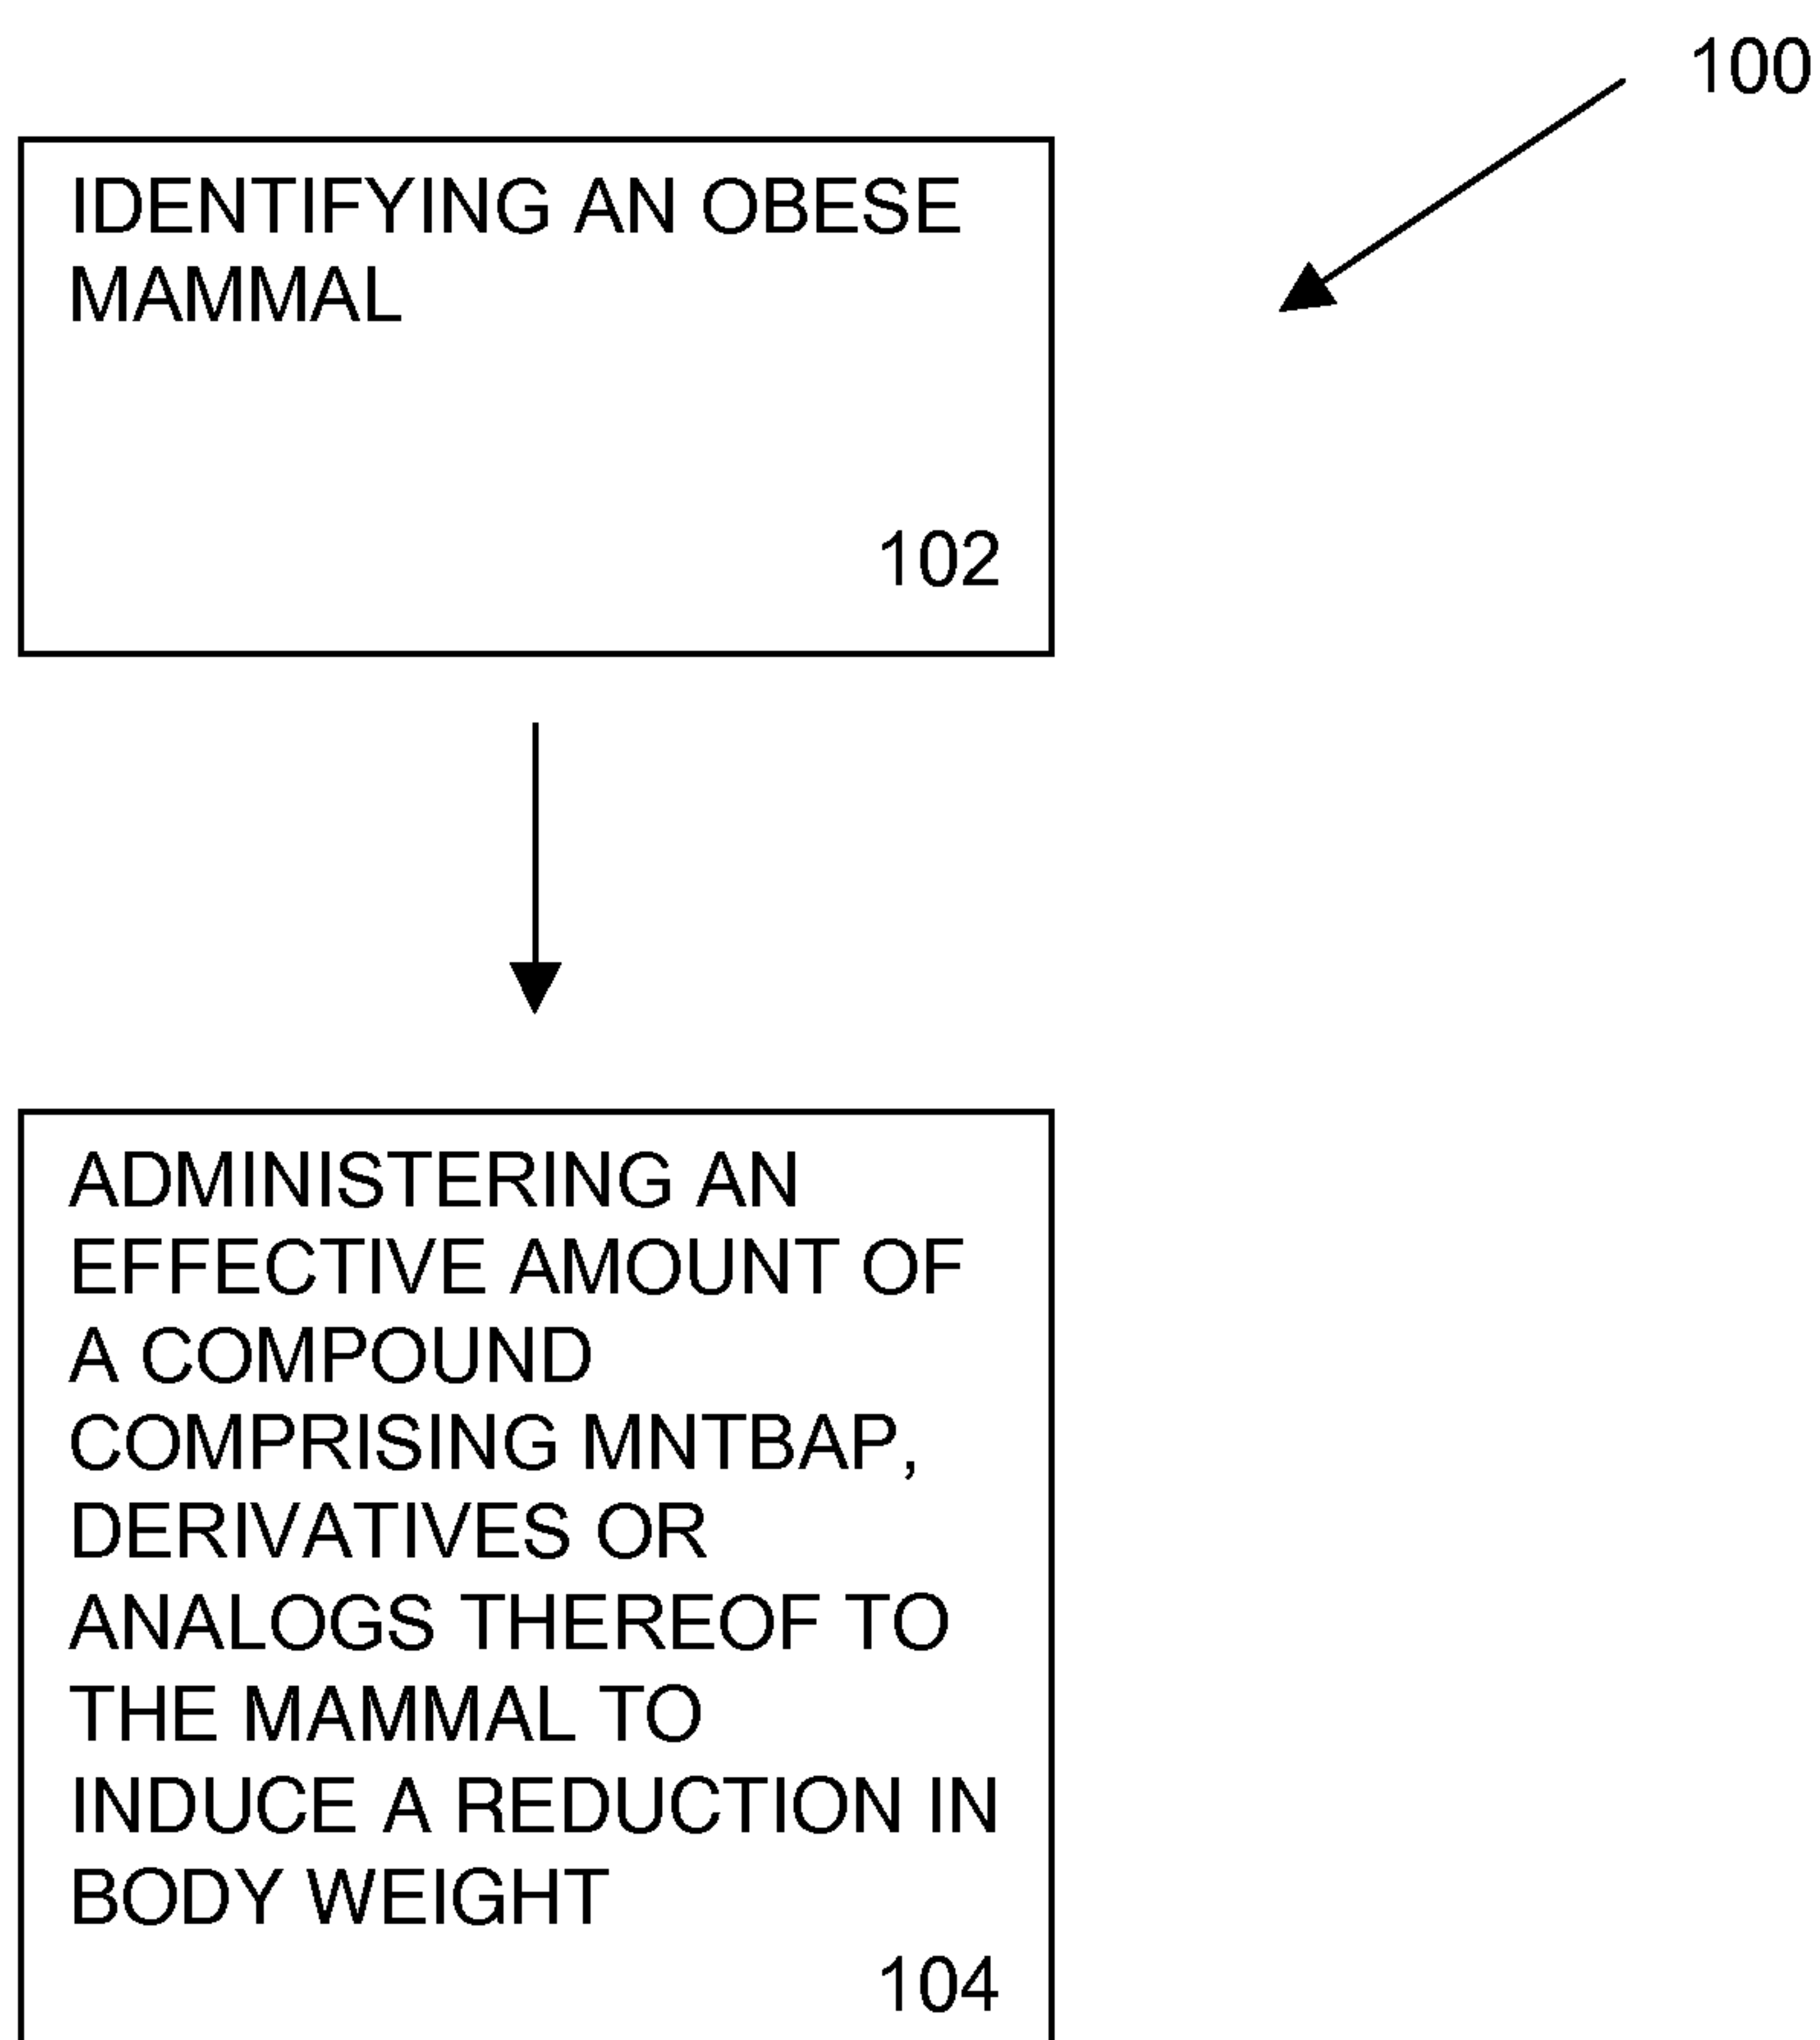 100
IDENTIFYING AN OBESE
MAMMAL
102
ADMINISTERING AN
EFFECTIVE AMOUNT OF
A COMPOUND
COMPRISING MNTBAP,
DERIVATIVES OR
ANALOGS THEREOF TO
THE MAMMAL TO
INDUCE A REDUCTION IN
BODY WEIGHT
104